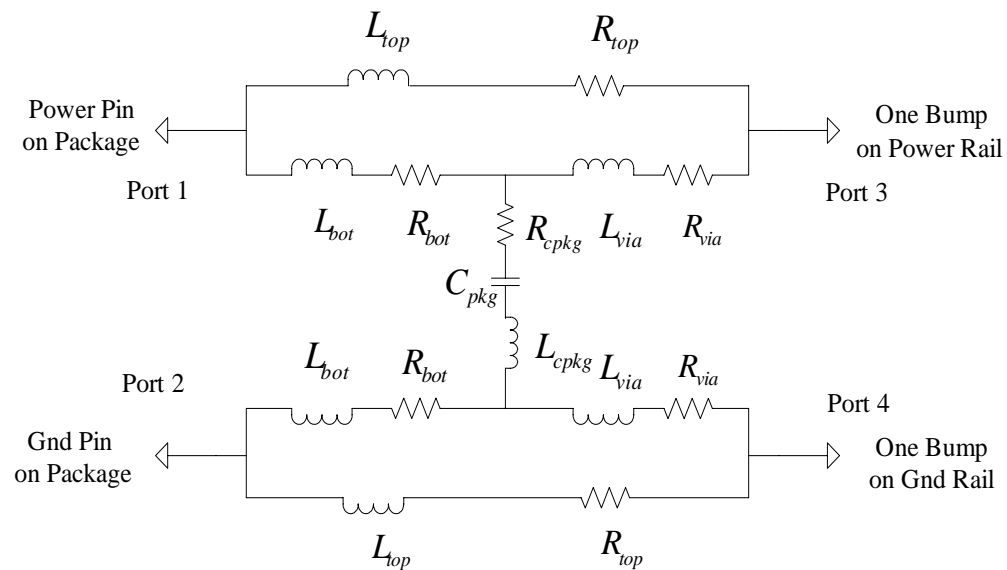 L_top
R_top
Power Pin
on Package
One Bump
on Power Rail
Port 1
Port 3
L_bot
R_bot
R_cpkg
L_via
R_via
C_pkg
L_cpkg
L_bot
R_bot
L_via
R_via
Port 2
Port 4
Gnd Pin
on Package
One Bump
on Gnd Rail
L_top
R_top